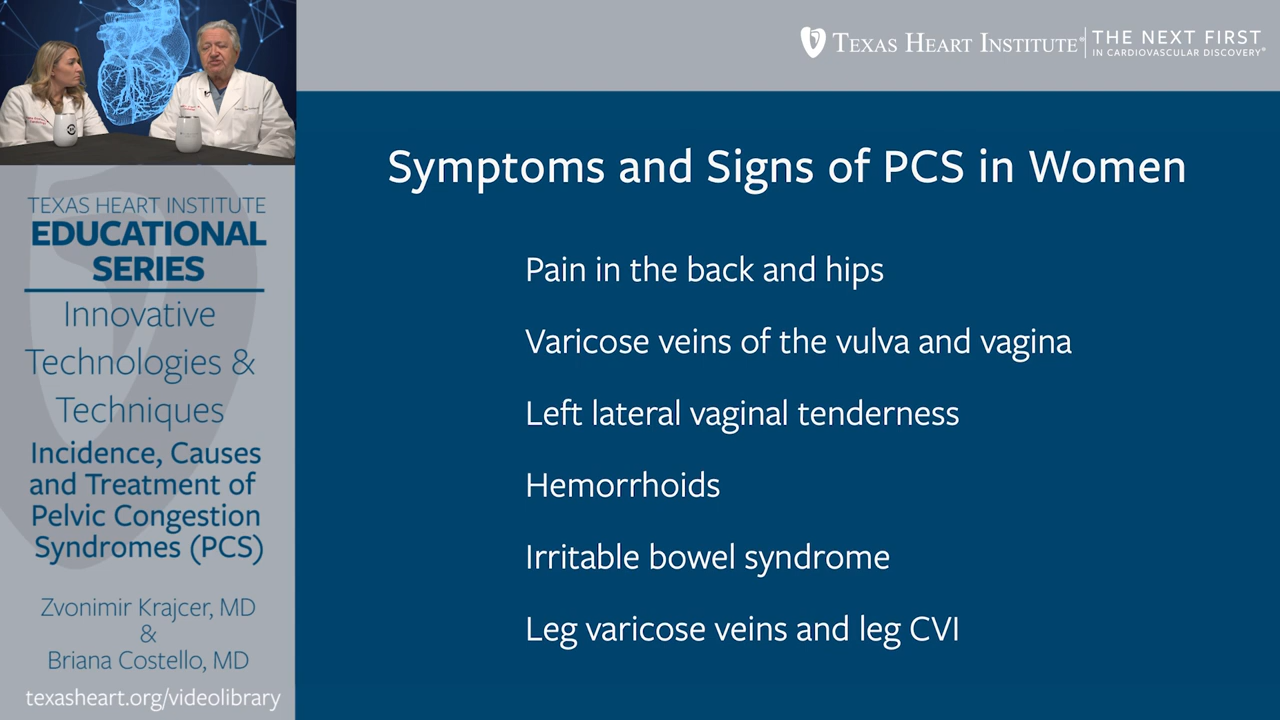 TEXAS HEART INSTITUTE®
THE NEXT FIRST
IN CARDIOVASCULAR DISCOVERY®
TEXAS HEART INSTITUTE
EDUCATIONAL
SERIES
Innovative
Technologies &
Techniques
Incidence, Causes
and Treatment of
Pelvic Congestion
Syndromes (PCS)
Zvonimir Krajcer, MD
&
Briana Costello, MD
texasheart.org/videolibrary
Symptoms and Signs of PCS in Women
Pain in the back and hips
Varicose veins of the vulva and vagina
Left lateral vaginal tenderness
Hemorrhoids
Irritable bowel syndrome
Leg varicose veins and leg CVI